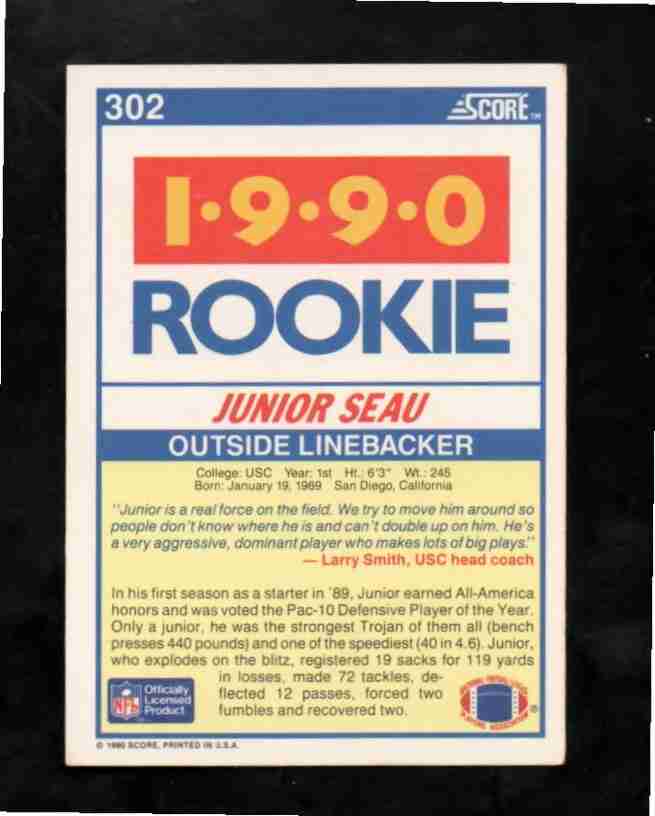 302 SCORE™
1·9·9·0
ROOKIE
JUNIOR SEAU
OUTSIDE LINEBACKER
College: USC Year: 1st Ht.: 6'3" Wt.: 245
Born: January 19, 1969 San Diego, California
"Junior is a real force on the field. We try to move him around so
people don't know where he is and can't double up on him. He's
a very aggressive, dominant player who makes lots of big plays."
— Larry Smith, USC head coach
In his first season as a starter in '89, Junior earned All-America
honors and was voted the Pac-10 Defensive Player of the Year.
Only a junior, he was the strongest Trojan of them all (bench
presses 440 pounds) and one of the speediest (40 in 4.6). Junior,
who explodes on the blitz, registered 19 sacks for 119 yards
in losses, made 72 tackles, de-
flected 12 passes, forced two
fumbles and recovered two.
NFL
Officially
Licensed
Product
®
© 1990 SCORE, PRINTED IN U.S.A.